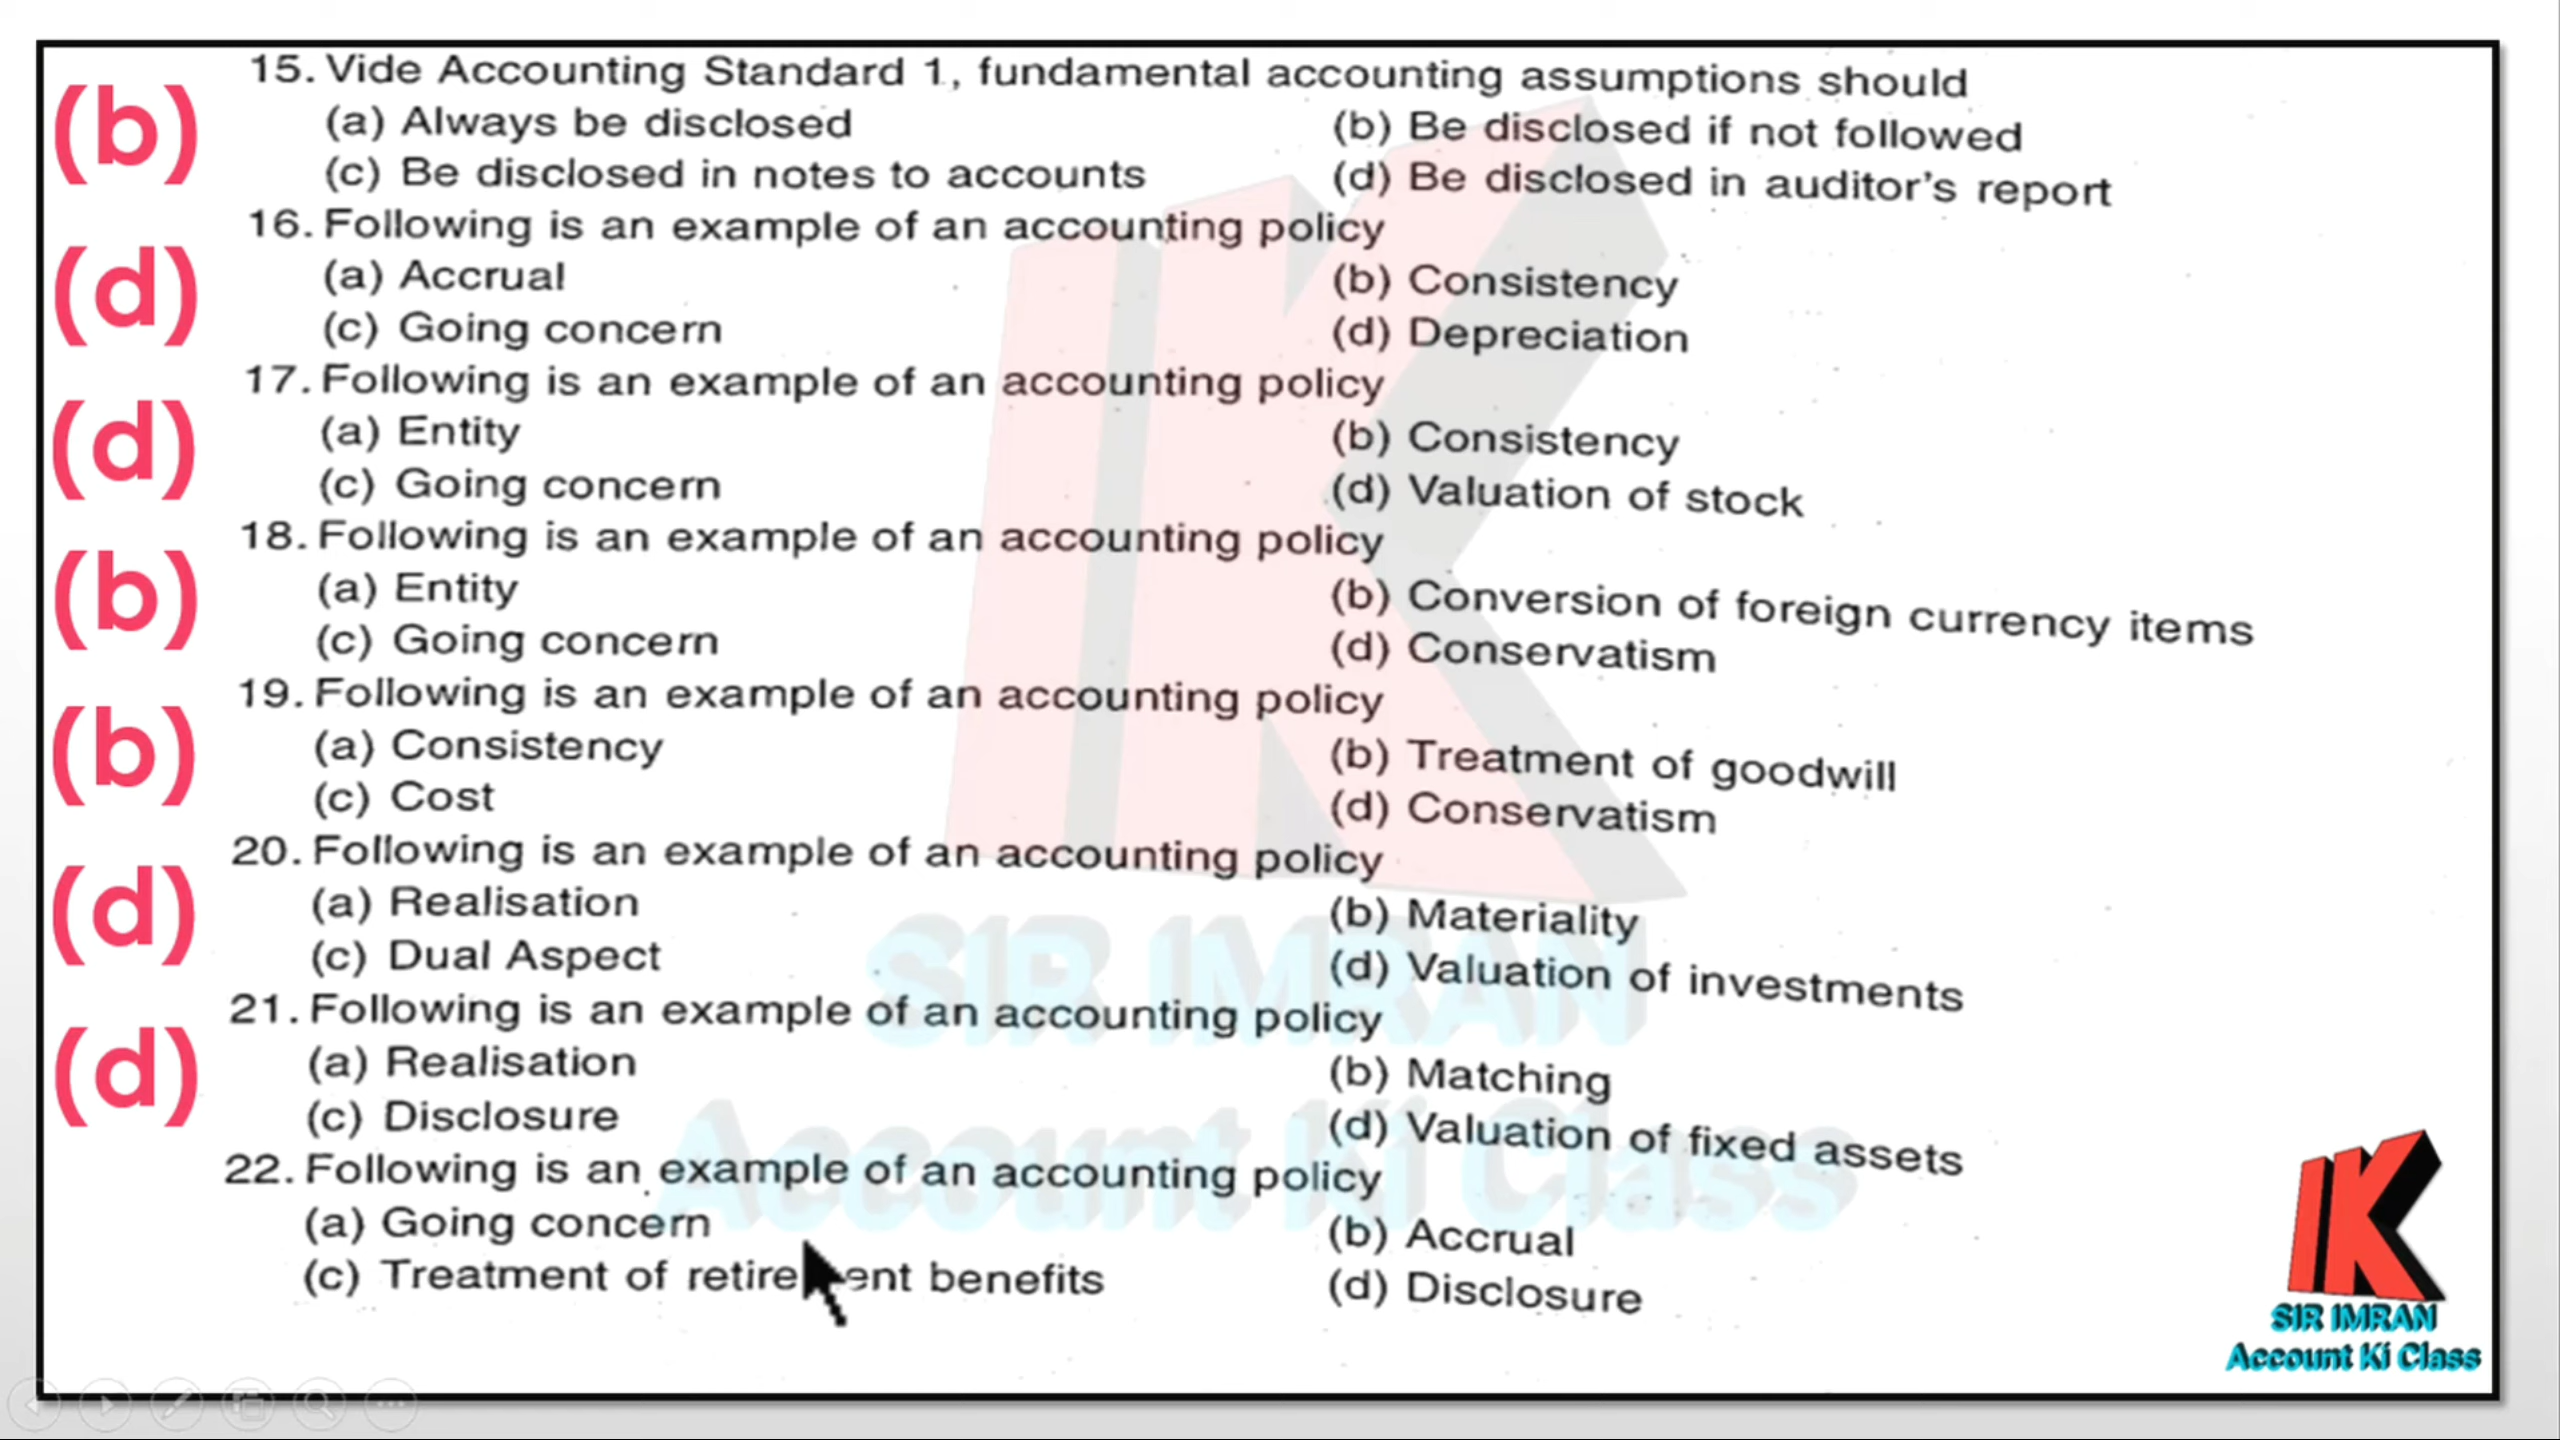 (b)
15. Vide Accounting Standard 1, fundamental accounting assumptions should
(a) Always be disclosed (b) Be disclosed if not followed
(c) Be disclosed in notes to accounts (d) Be disclosed in auditor's report
(d)
16. Following is an example of an accounting policy
(a) Accrual (b) Consistency
(c) Going concern (d) Depreciation
(d)
17. Following is an example of an accounting policy
(a) Entity (b) Consistency
(c) Going concern (d) Valuation of stock
(b)
18. Following is an example of an accounting policy
(a) Entity (b) Conversion of foreign currency items
(c) Going concern (d) Conservatism
(b)
19. Following is an example of an accounting policy
(a) Consistency (b) Treatment of goodwill
(c) Cost (d) Conservatism
(d)
20. Following is an example of an accounting policy
(a) Realisation (b) Materiality
(c) Dual Aspect (d) Valuation of investments
(d)
21. Following is an example of an accounting policy
(a) Realisation (b) Matching
(c) Disclosure (d) Valuation of fixed assets
22. Following is an example of an accounting policy
(a) Going concern (b) Accrual
(c) Treatment of retirement benefits (d) Disclosure
SIR IMRAN
Account Ki Class
IK
SIR IMRAN
Account Ki Class